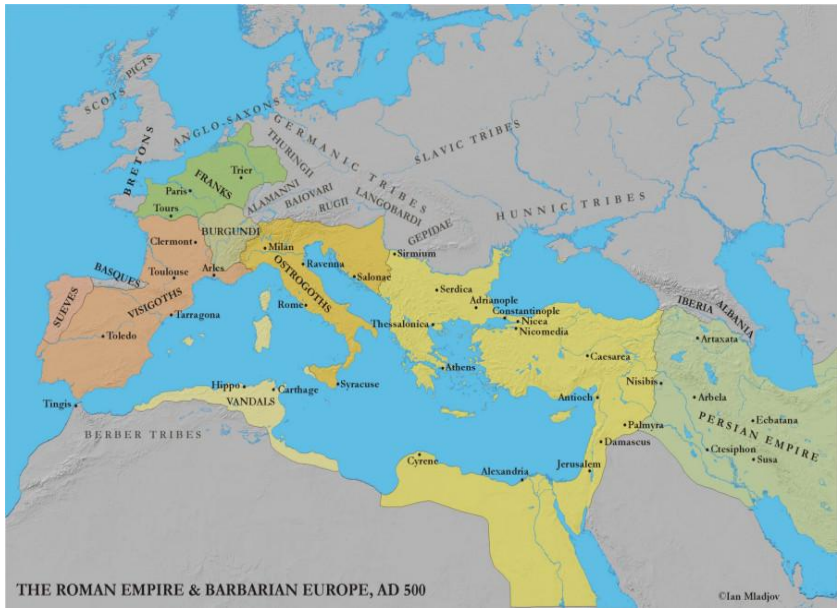 PICTS
SCOTS
ANGLO-SAXONS
BRETONS
GERMANIC TRIBES
SLAVIC TRIBES
THURINGII
Trier
FRANKS
Paris
Tours
ALAMANNI
BAIOVARI
RUGII
LANGOBARDI
GEPIDAE
HUNNIC TRIBES
BURGUNDI
Clermont
Milan
Sirmium
Ravenna
OSTROGOTHS
Salonae
BASQUES
Toulouse
Arles
SUEVES
VISIGOTHS
Tarragona
Toledo
Rome
Serdica
Adrianople
Constantinople
Nicea
Nicomedia
Thessalonica
IBERIA
ALBANIA
Artaxata
Caesarea
Athens
Nisibis
Hippo
Carthage
Syracuse
VANDALS
Tingis
BERBER TRIBES
Antioch
Arbela
PERSIAN EMPIRE
Ecbatana
Palmyra
Damascus
Ctesiphon
Susa
Cyrene
Alexandria
Jerusalem
THE ROMAN EMPIRE & BARBARIAN EUROPE, AD 500
©Ian Mladjov